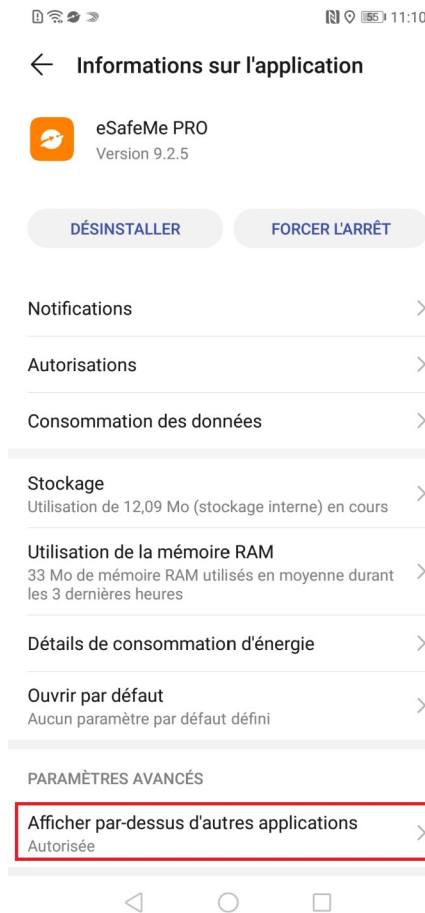 55 11:10
Informations sur l'application
eSafeMe PRO
Version 9.2.5
DÉSINSTALLER FORCER L'ARRÊT
Notifications
Autorisations
Consommation des données
Stockage
Utilisation de 12,09 Mo (stockage interne) en cours
Utilisation de la mémoire RAM
33 Mo de mémoire RAM utilisés en moyenne durant
les 3 dernières heures
Détails de consommation d'énergie
Ouvrir par défaut
Aucun paramètre par défaut défini
PARAMÈTRES AVANCÉS
Afficher par-dessus d'autres applications
Autorisée